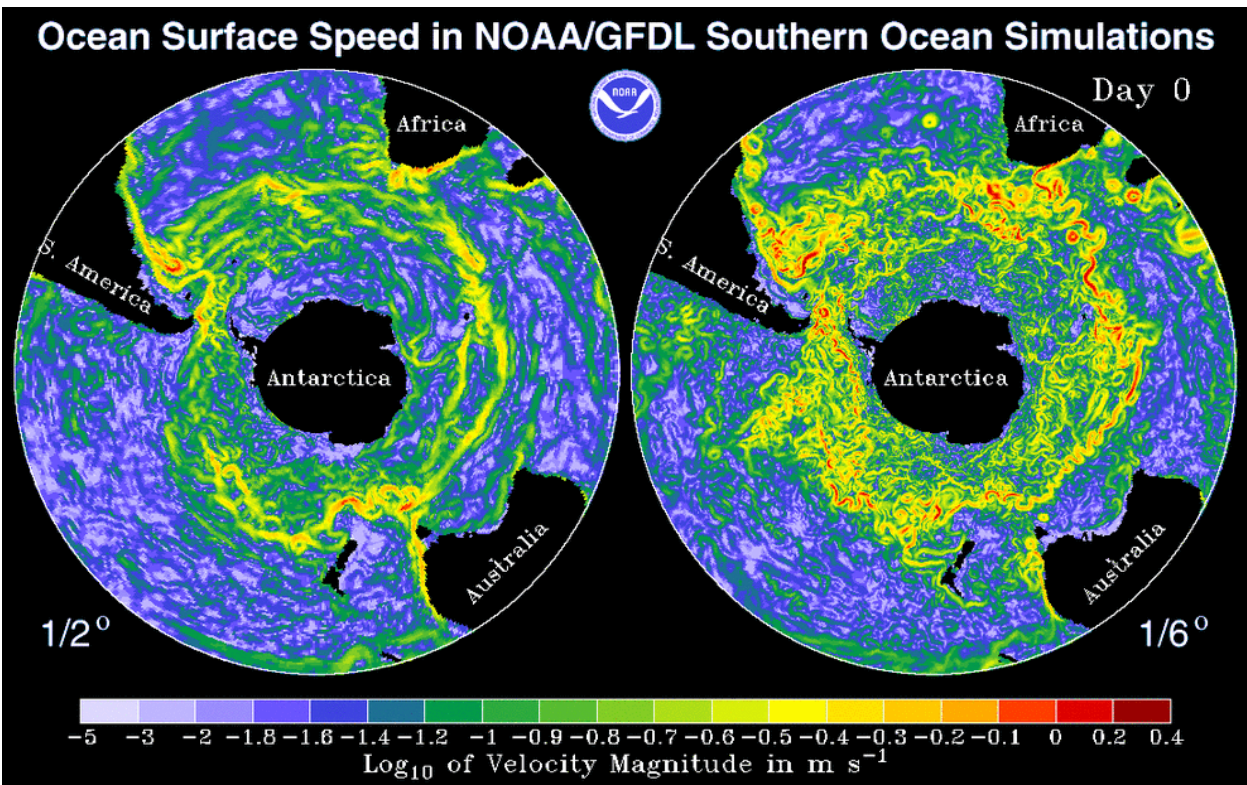 Ocean Surface Speed in NOAA/GFDL Southern Ocean Simulations
NOAA
Day 0
Africa
S. America
Antarctica
Australia
1/2°
Africa
S. America
Antarctica
Australia
1/6°
-5 -3 -2 -1.8 -1.6 -1.4 -1.2 -1 -0.9 -0.8 -0.7 -0.6 -0.5 -0.4 -0.3 -0.2 -0.1 0 0.2 0.4
Log₁₀ of Velocity Magnitude in m s⁻¹